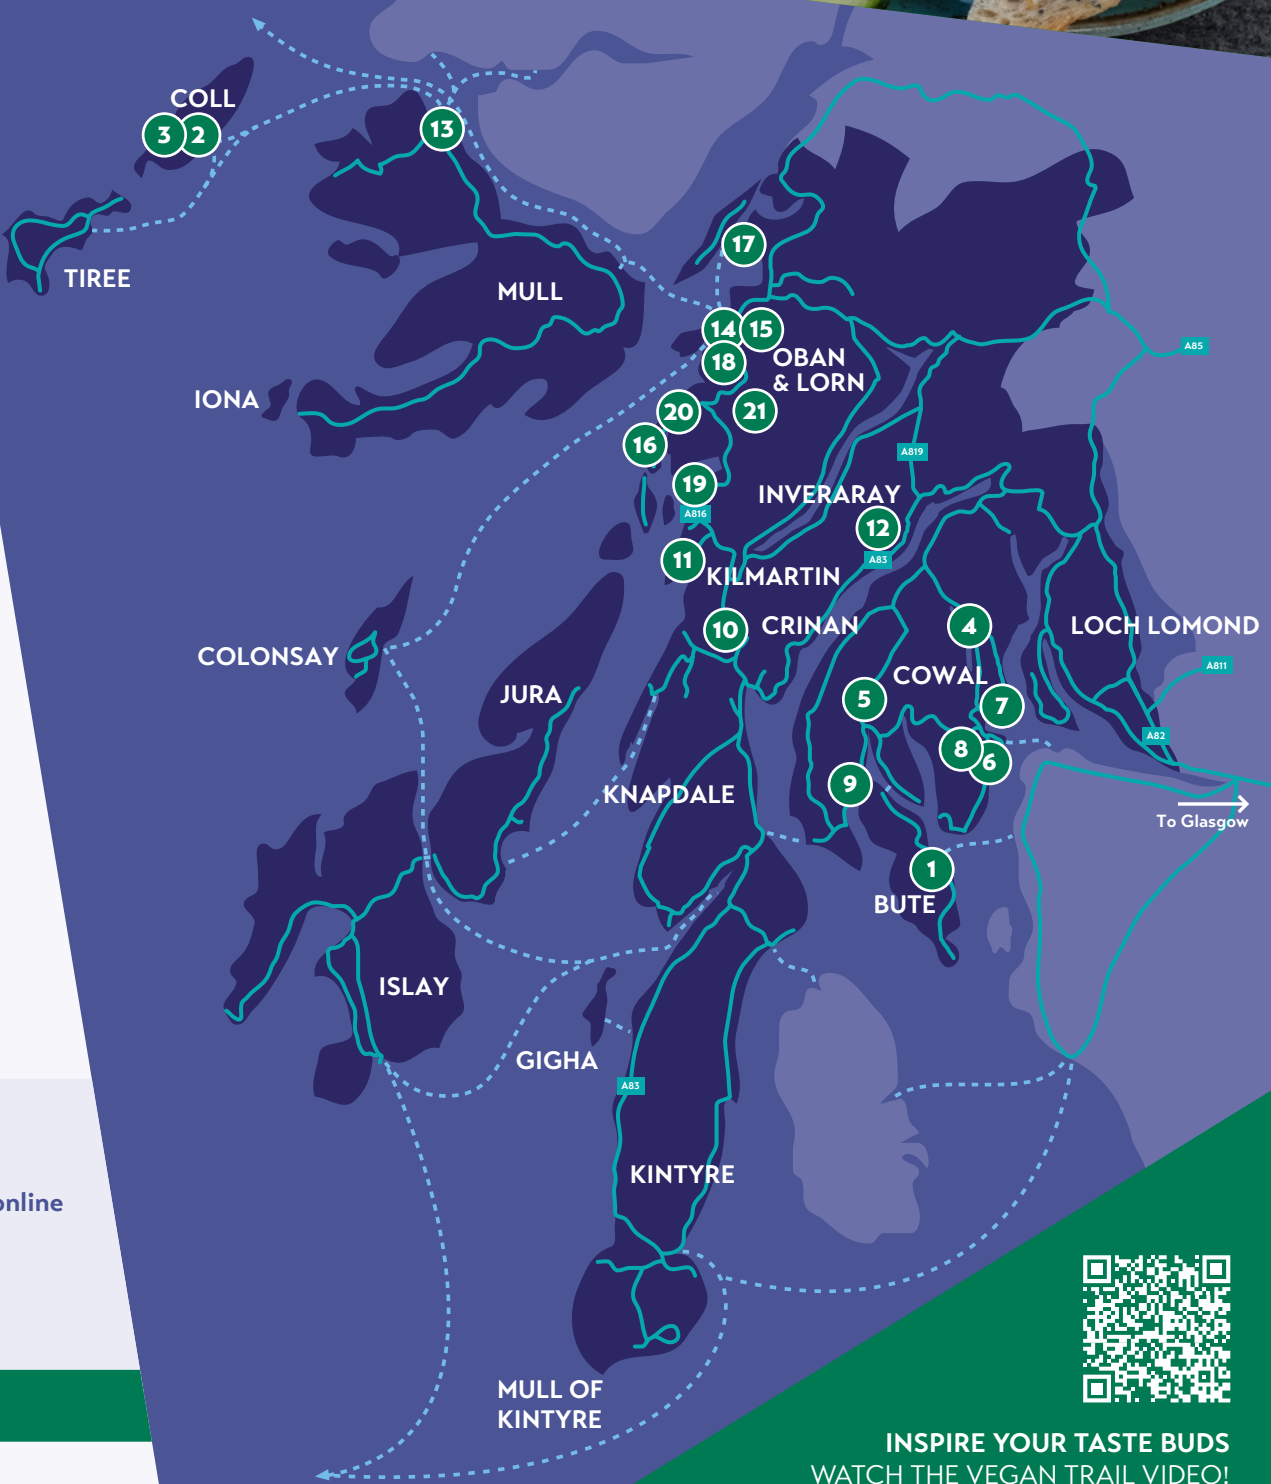 COLL
3
2
13
TIREE
MULL
17
14
15
18
OBAN
& LORN
A85
IONA
20
21
16
A819
19
INVERARAY
A816
12
11
A83
KILMARTIN
10
CRINAN
4
LOCH LOMOND
COLONSAY
A811
COWAL
JURA
5
7
A82
8
6
9
KNAPDALE
To Glasgow
1
BUTE
ISLAY
GIGHA
A83
KINTYRE
online
MULL OF
KINTYRE
INSPIRE YOUR TASTE BUDS
WATCH THE VEGAN TRAIL VIDEO!